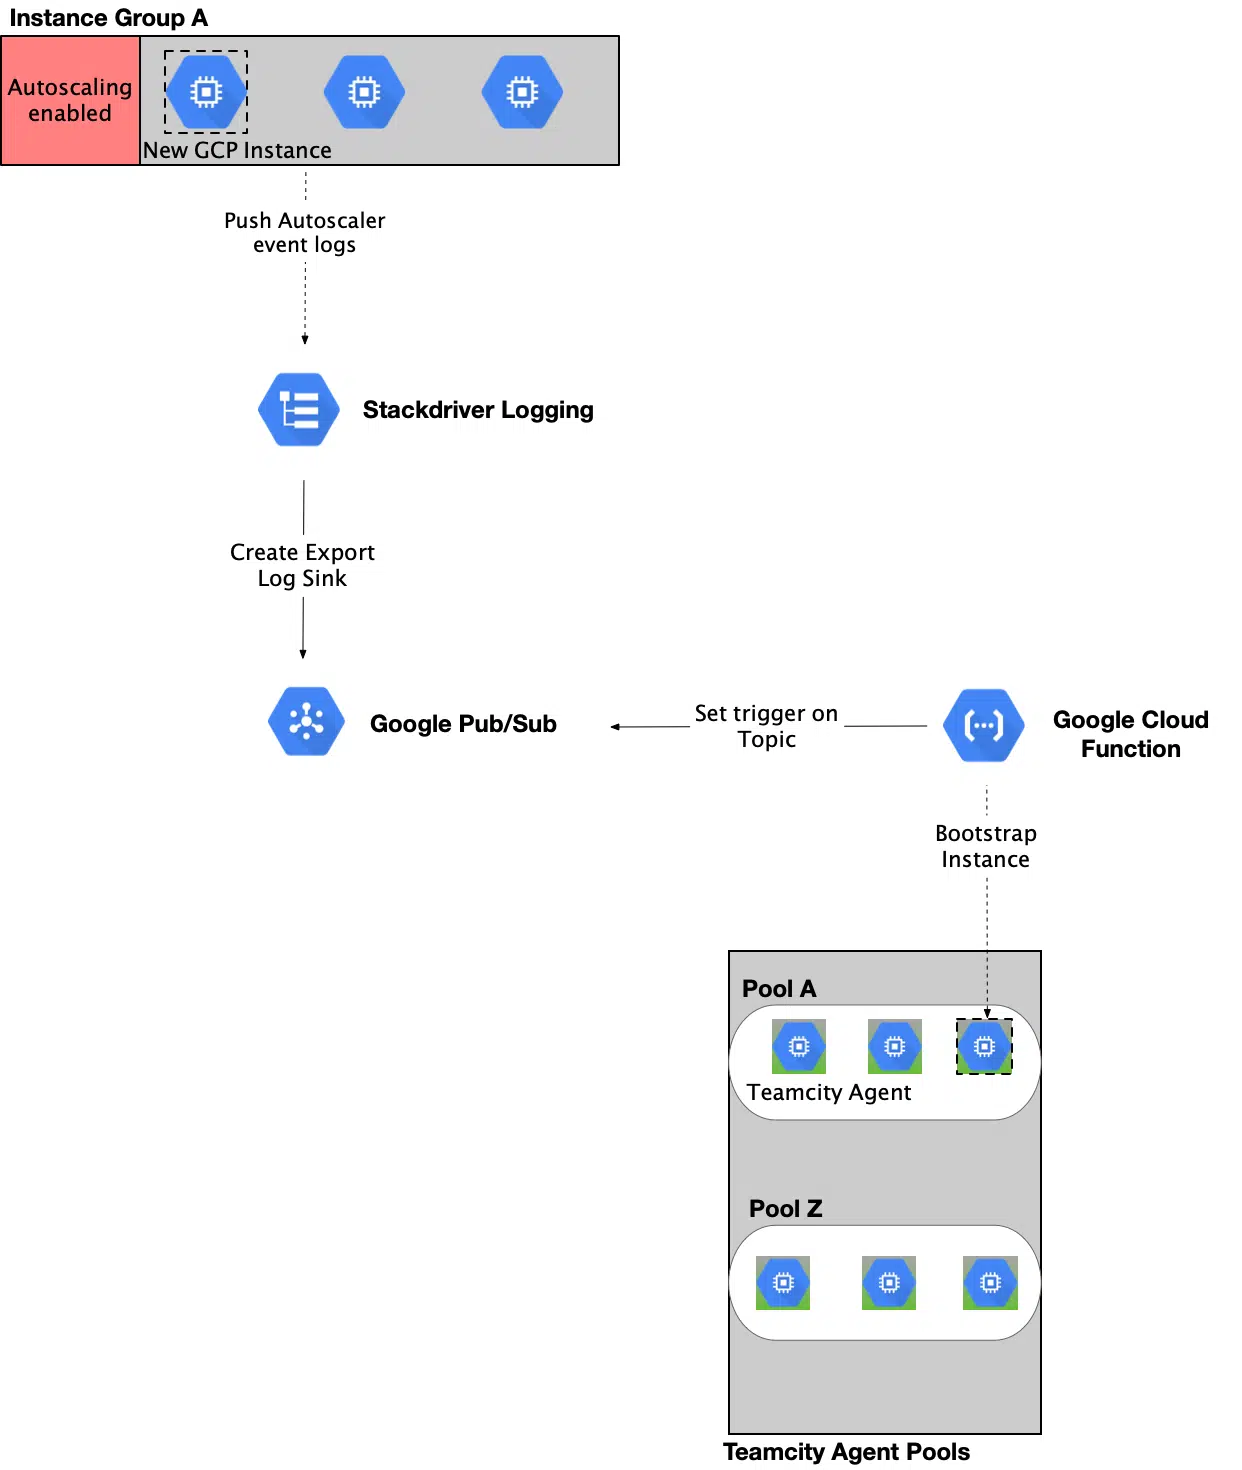 Instance Group A
Autoscaling
enabled
New GCP Instance
Push Autoscaler
event logs
Stackdriver Logging
Create Export
Log Sink
Google Pub/Sub
Set trigger on
Topic
Google Cloud
Function
Bootstrap
Instance
Pool A
Teamcity Agent
Pool Z
Teamcity Agent Pools